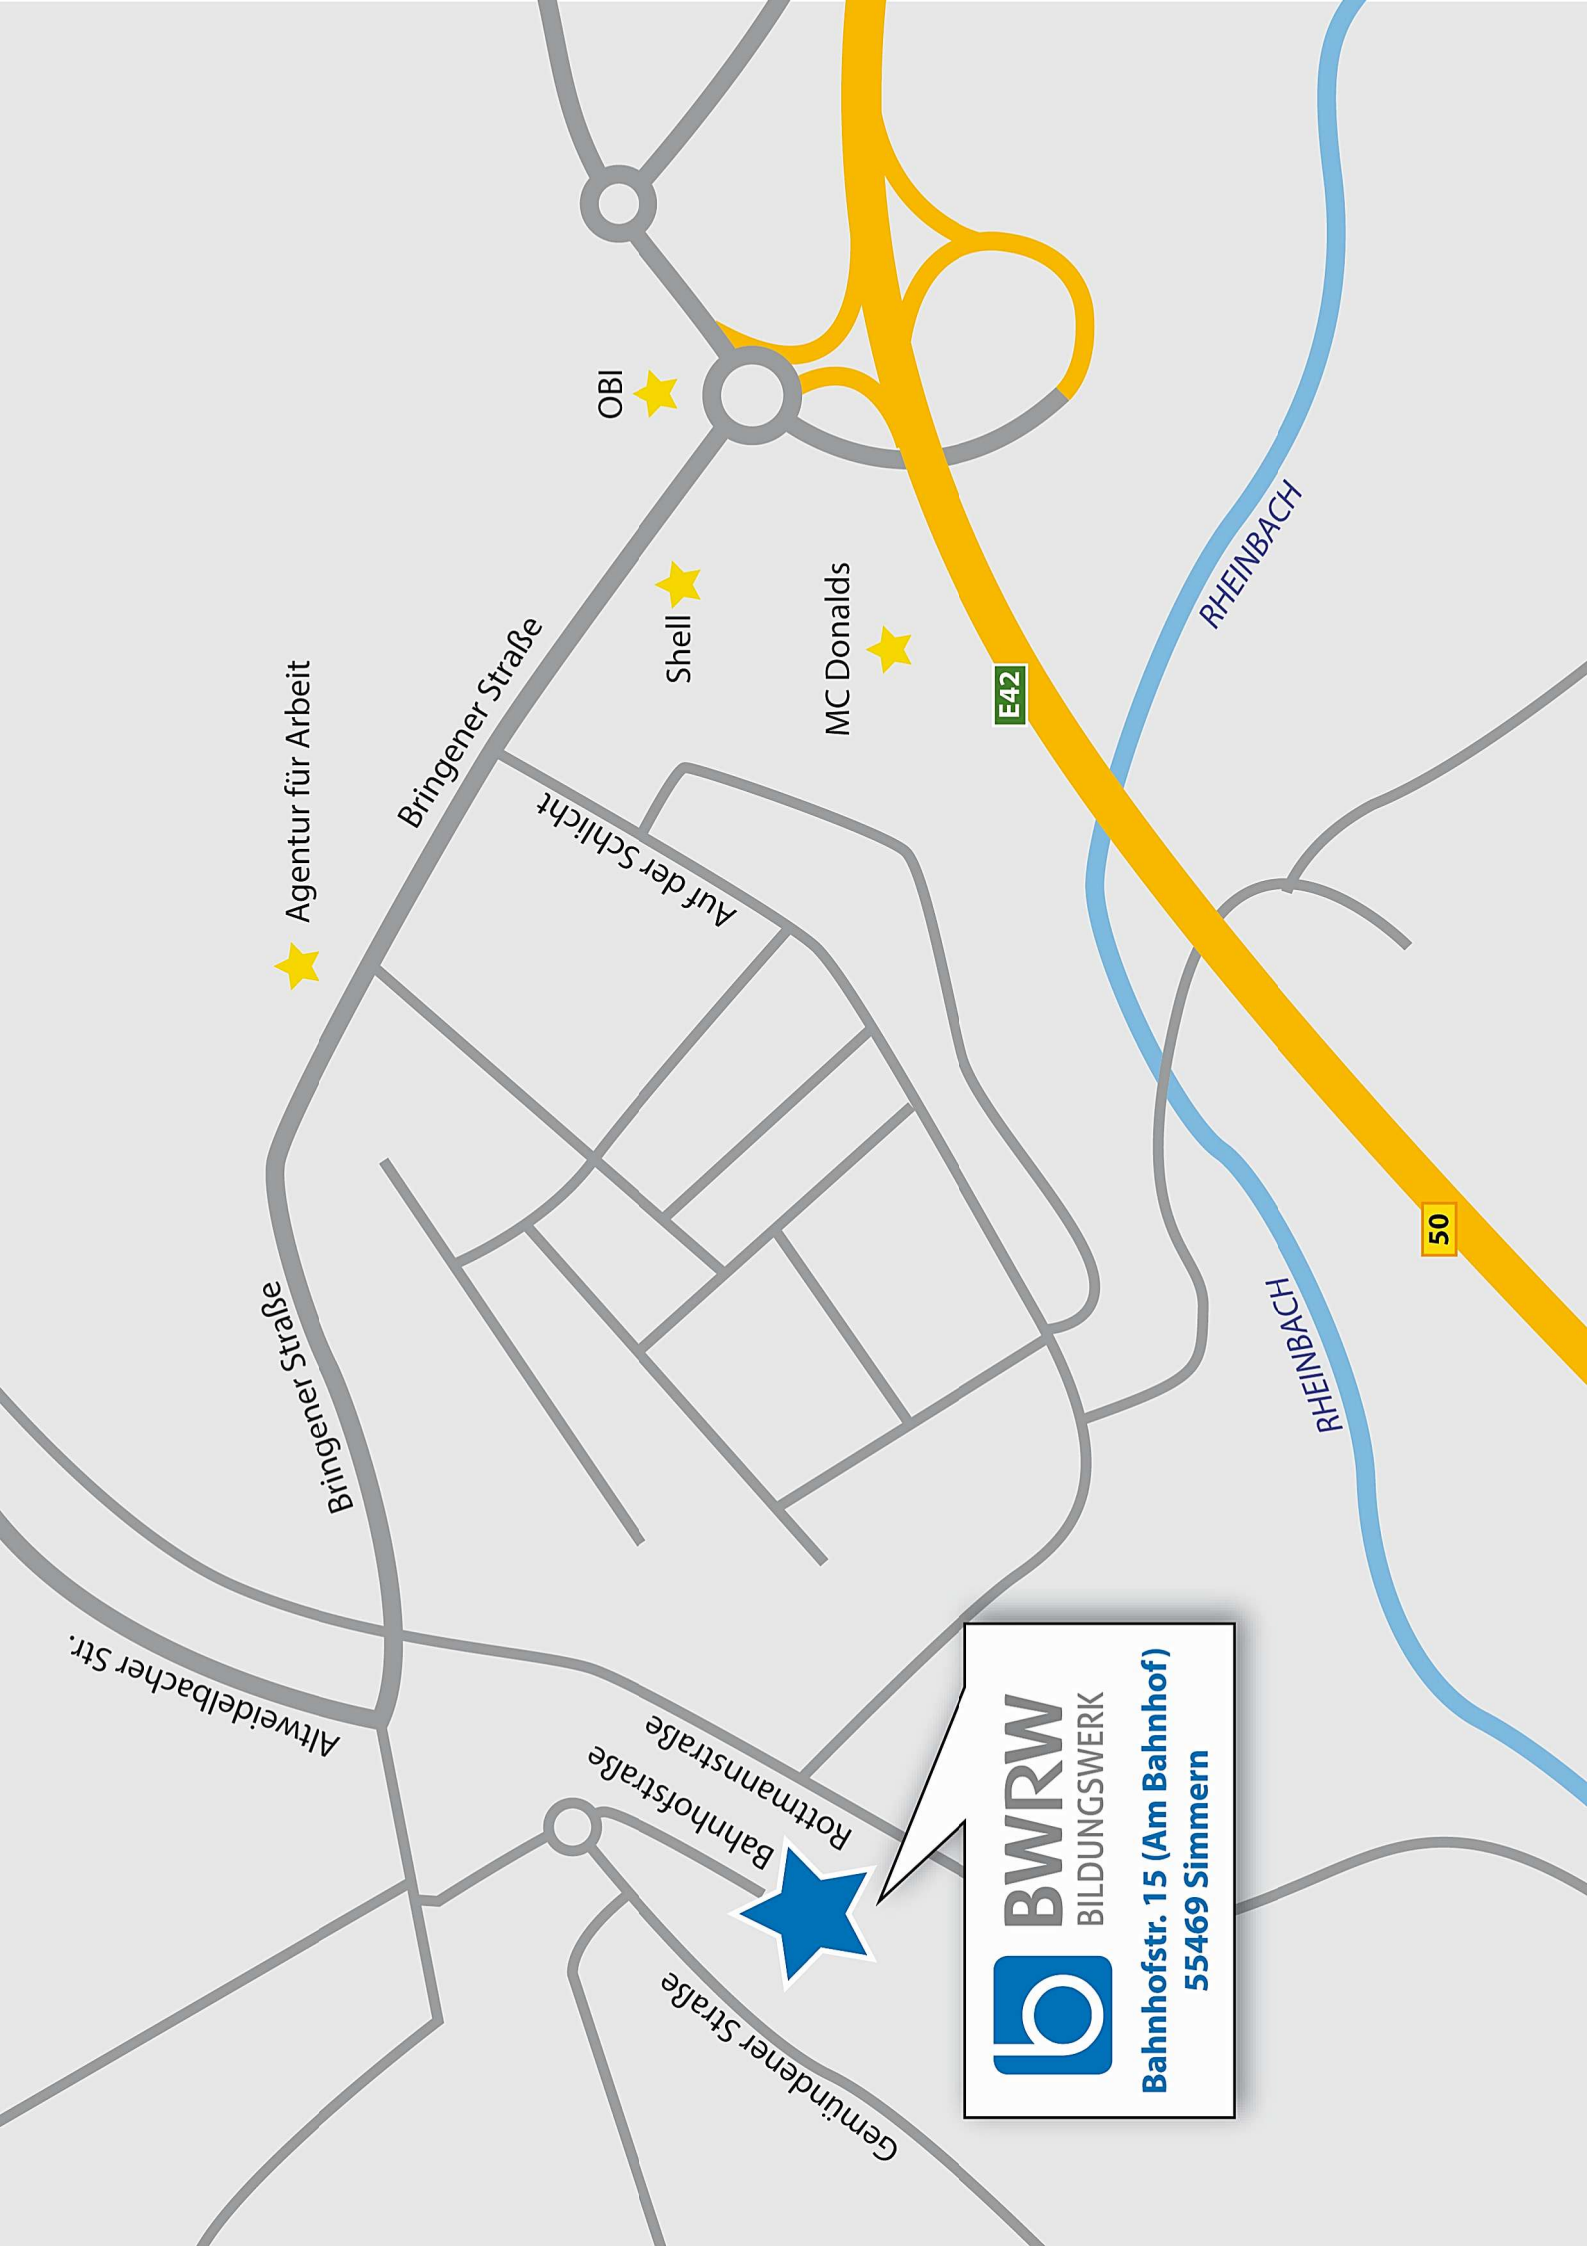 Altweidelbacher Str.
Bringener Straße
Agentur für Arbeit
Bringener Straße
OBI
Shell
Auf der Schlicht
MC Donalds
Gemündener Straße
Bahnhofstraße
Rottmannstraße
E42
BWRW
BILDUNGSWERK
Bahnhofstr. 15 (Am Bahnhof)
55469 Simmern
RHEINBACH
RHEINBACH
50